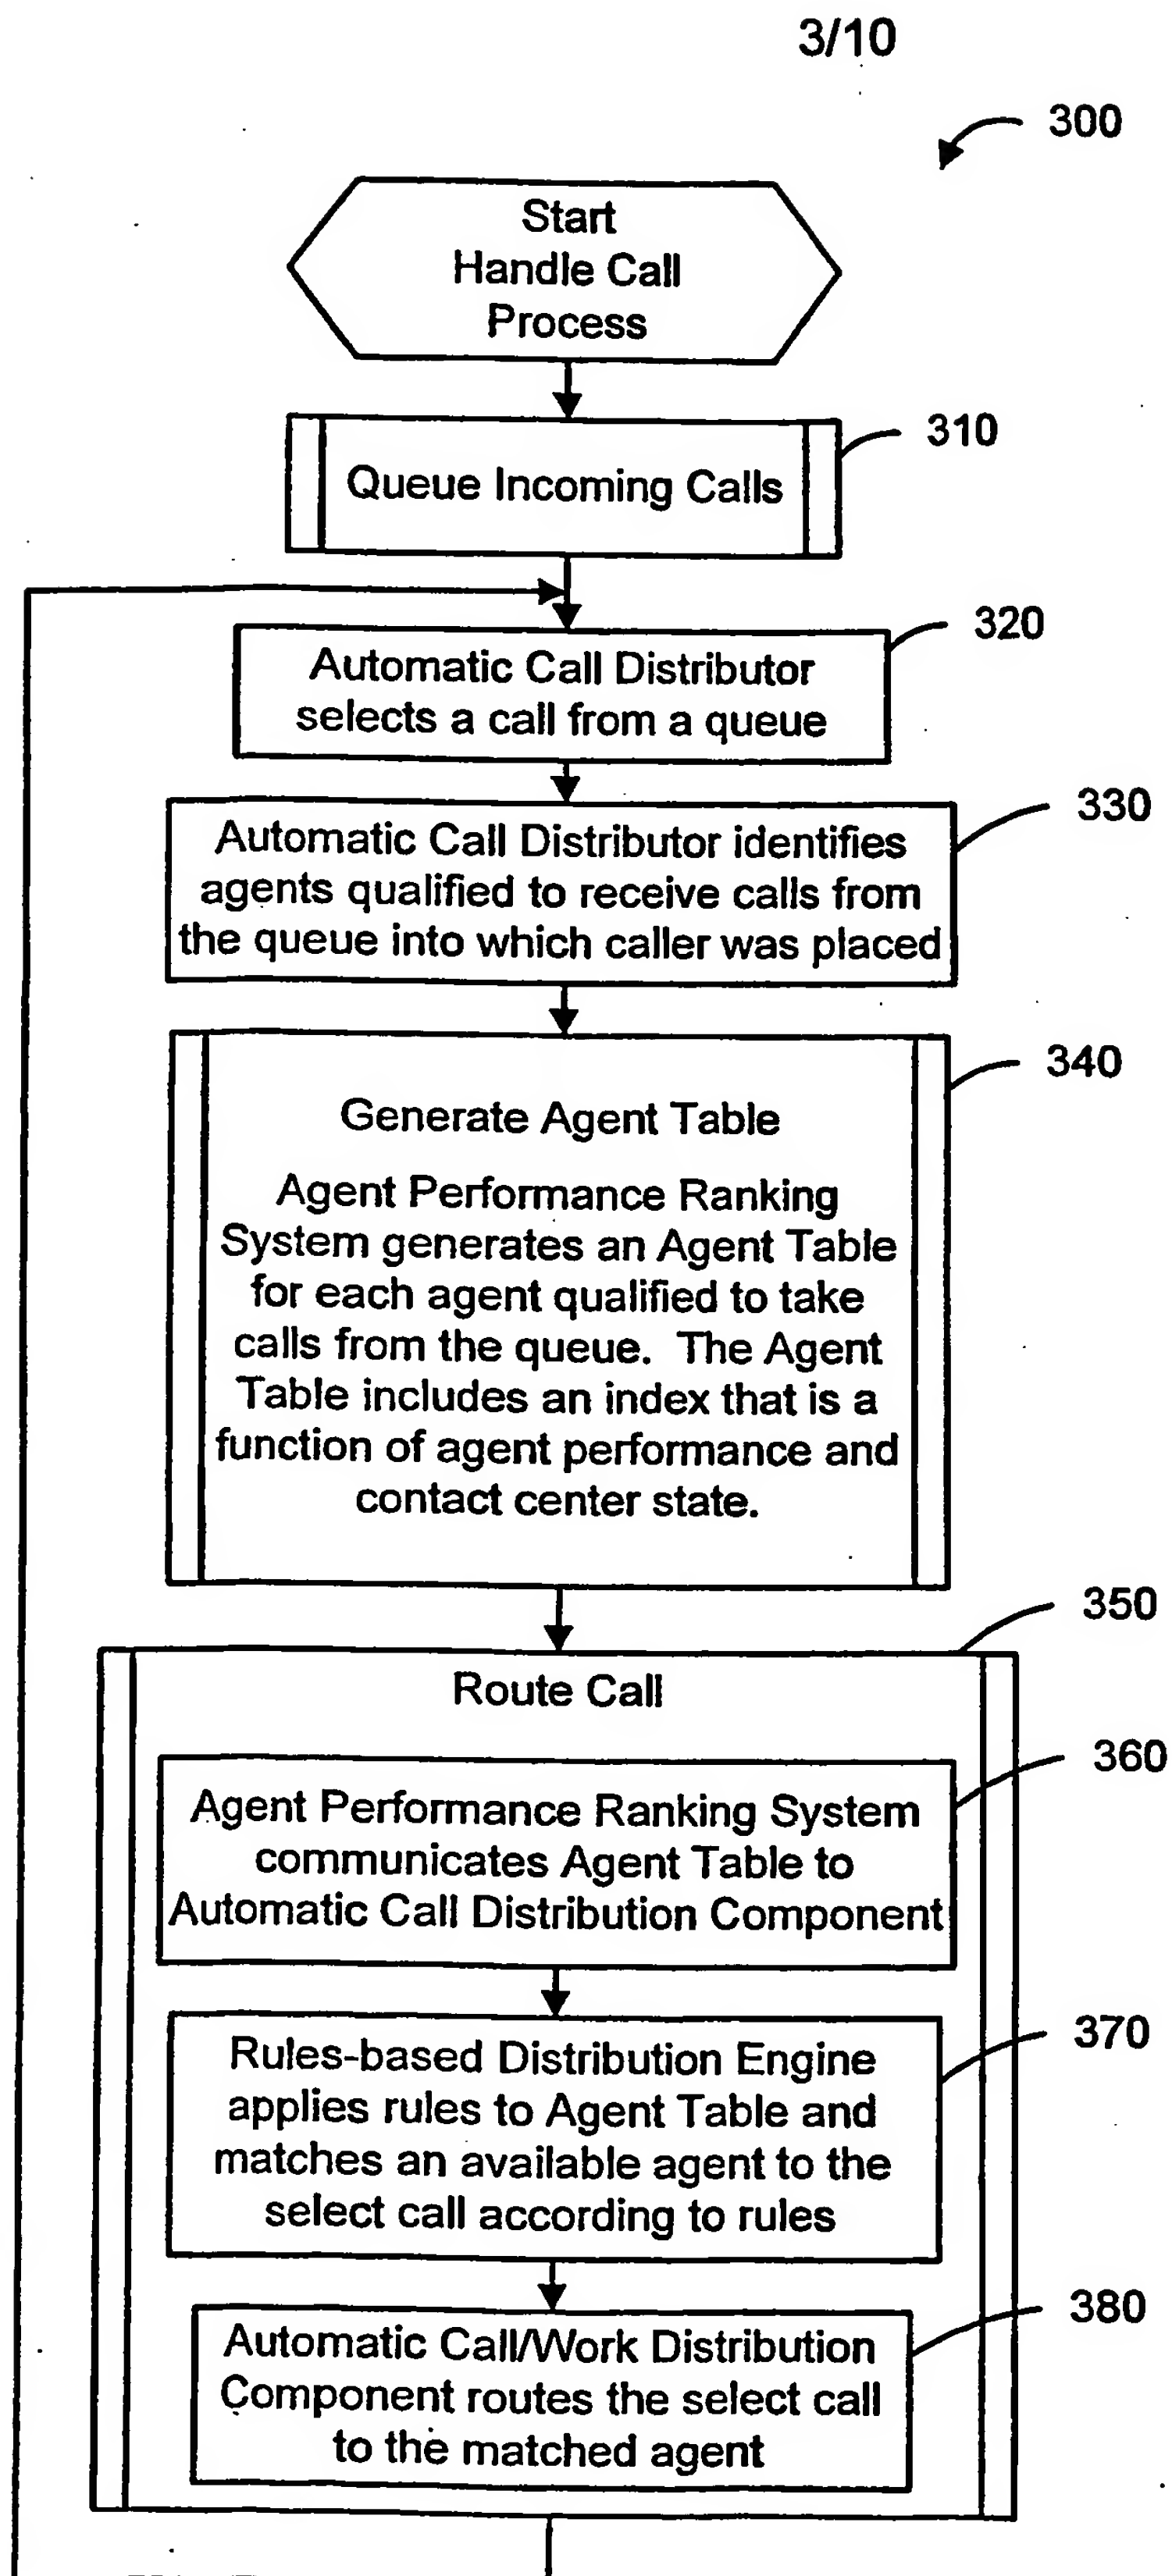 3/10
300
Start
Handle Call
Process
310
Queue Incoming Calls
320
Automatic Call Distributor
selects a call from a queue
330
Automatic Call Distributor identifies
agents qualified to receive calls from
the queue into which caller was placed
340
Generate Agent Table
Agent Performance Ranking
System generates an Agent Table
for each agent qualified to take
calls from the queue. The Agent
Table includes an index that is a
function of agent performance and
contact center state.
350
Route Call
360
Agent Performance Ranking System
communicates Agent Table to
Automatic Call Distribution Component
370
Rules-based Distribution Engine
applies rules to Agent Table and
matches an available agent to the
select call according to rules
380
Automatic Call/Work Distribution
Component routes the select call
to the matched agent